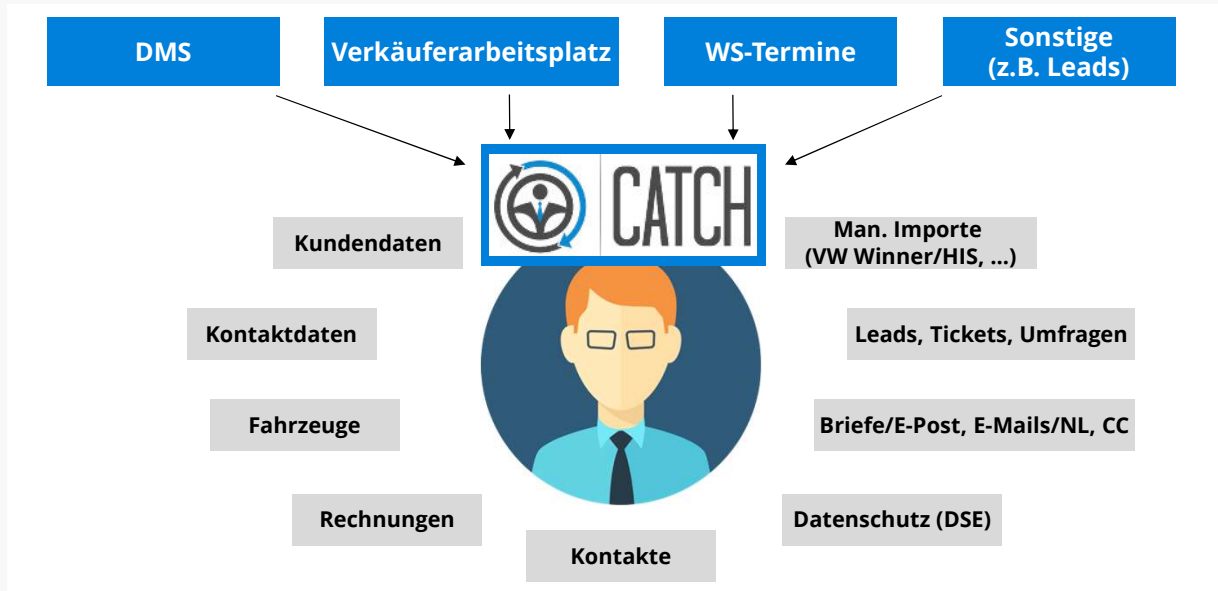 DMS
Verkäuferarbeitsplatz
WS-Termine
Sonstige
(z.B. Leads)
CATCH
Kundendaten
Man. Importe
(VW Winner/HIS, ...)
Kontaktdaten
Leads, Tickets, Umfragen
Fahrzeuge
Briefe/E-Post, E-Mails/NL, CC
Rechnungen
Datenschutz (DSE)
Kontakte